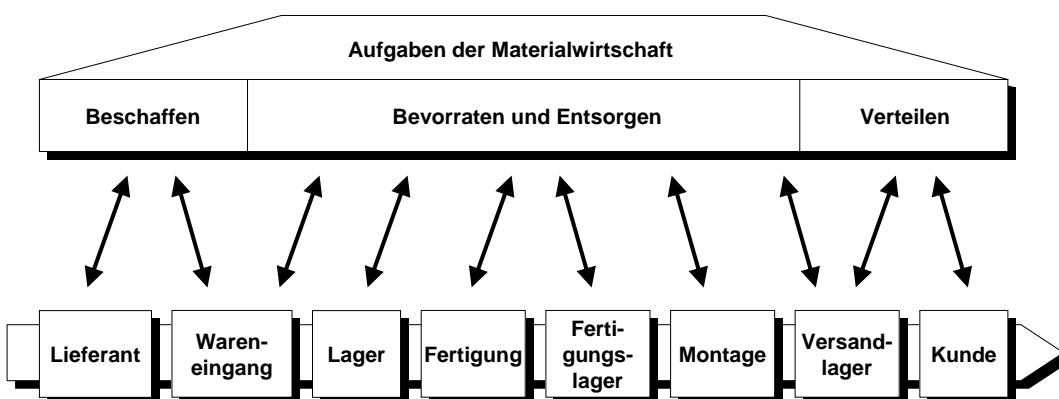 Aufgaben der Materialwirtschaft
Beschaffen
Bevorraten und Entsorgen
Verteilen
Lieferant
Waren-
eingang
Lager
Fertigung
Ferti-
gungs-
lager
Montage
Versand-
lager
Kunde